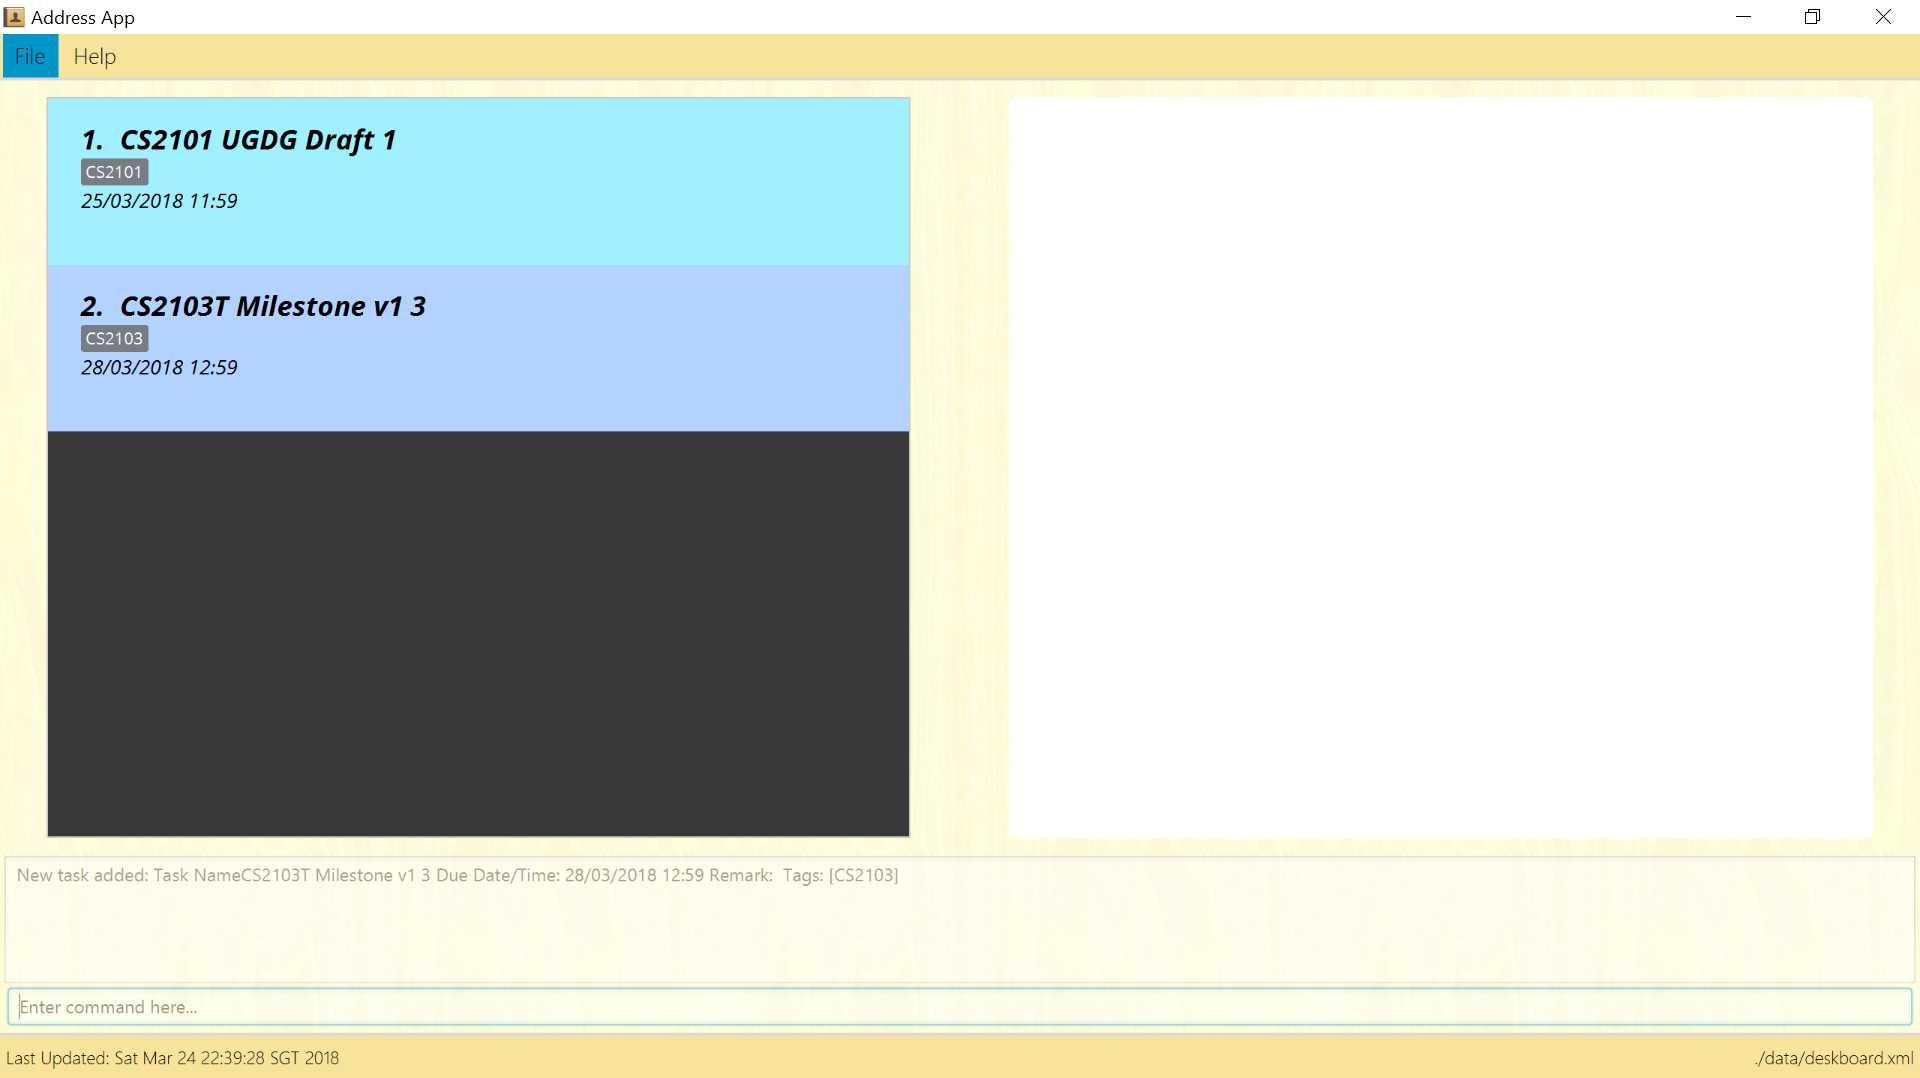 Address App
File Help
1. CS2101 UGDG Draft 1
CS2101
25/03/2018 11:59
2. CS2103T Milestone v1 3
CS2103
28/03/2018 12:59
New task added: Task NameCS2103T Milestone v1 3 Due Date/Time: 28/03/2018 12:59 Remark:  Tags: [CS2103]
Enter command here...
Last Updated: Sat Mar 24 22:39:28 SGT 2018
./data/deskboard.xml